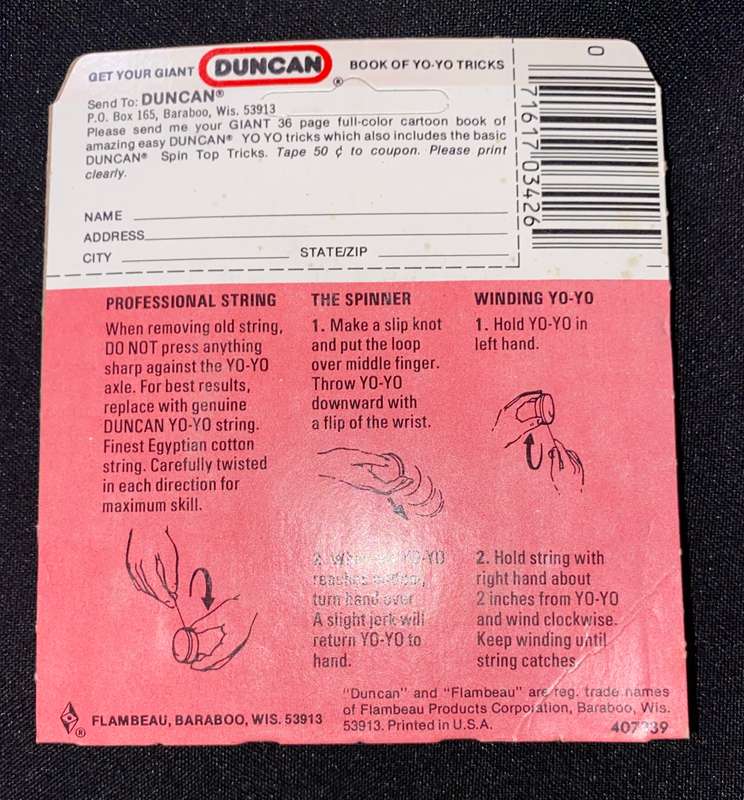 GET YOUR GIANT DUNCAN® BOOK OF YO-YO TRICKS
Send To: DUNCAN®
P.O. Box 165, Baraboo, Wis. 53913
Please send me your GIANT 36 page full-color cartoon book of
amazing easy DUNCAN® YO YO tricks which also includes the basic
DUNCAN® Spin Top Tricks. Tape 50 ¢ to coupon. Please print
clearly.
NAME
ADDRESS
CITY STATE/ZIP
0
71617 03426
PROFESSIONAL STRING
When removing old string,
DO NOT press anything
sharp against the YO-YO
axle. For best results,
replace with genuine
DUNCAN YO-YO string.
Finest Egyptian cotton
string. Carefully twisted
in each direction for
maximum skill.
THE SPINNER
1. Make a slip knot
and put the loop
over middle finger.
Throw YO-YO
downward with
a flip of the wrist.
2. When YO-YO
reaches bottom,
turn hand over
A slight jerk will
return YO-YO to
hand.
WINDING YO-YO
1. Hold YO-YO in
left hand.
2. Hold string with
right hand about
2 inches from YO-YO
and wind clockwise.
Keep winding until
string catches.
® FLAMBEAU, BARABOO, WIS. 53913
"Duncan" and "Flambeau" are reg. trade names
of Flambeau Products Corporation, Baraboo, Wis.
53913. Printed in U.S.A.